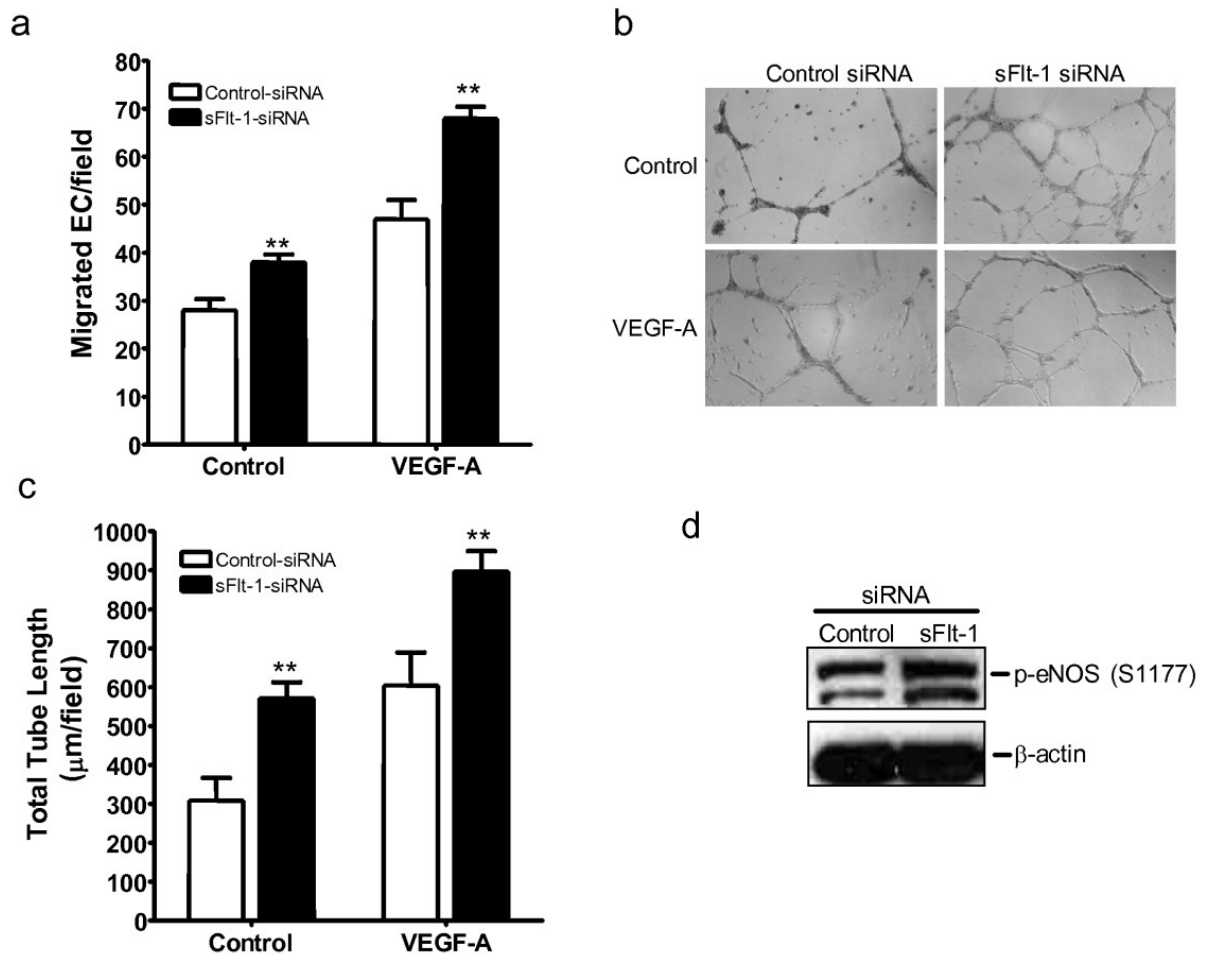 a
80
70
60
50
40
30
20
10
0
Migrated EC/field
Control-siRNA
sFlt-1-siRNA
**
**
Control
VEGF-A
b
Control siRNA
sFlt-1 siRNA
Control
VEGF-A
c
1000
900
800
700
600
500
400
300
200
100
0
Total Tube Length
(μm/field)
Control-siRNA
sFlt-1-siRNA
**
**
Control
VEGF-A
d
siRNA
Control sFlt-1
p-eNOS (S1177)
β-actin